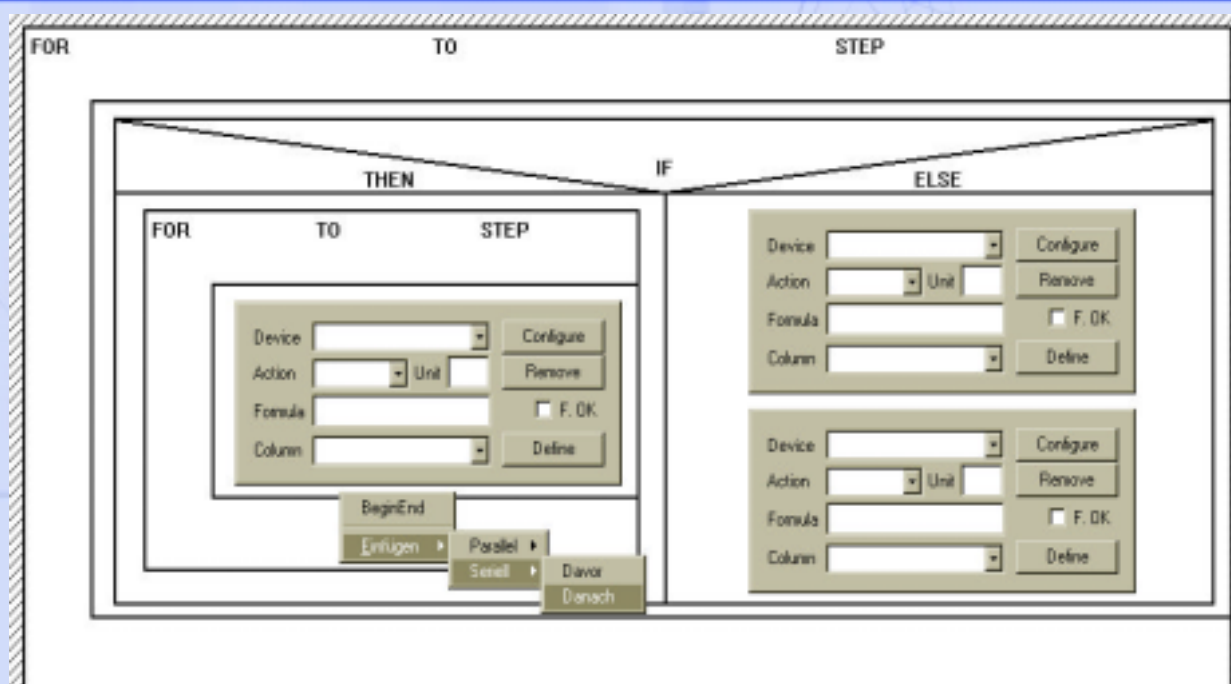 FOR TO STEP
IF
THEN ELSE
FOR TO STEP
Device Configure
Action Unit Remove
Formula F. OK
Column Define
BeginEnd
Einfügen Parallel
Seriell Davor
Danach
Device Configure
Action Unit Remove
Formula F. OK
Column Define
Device Configure
Action Unit Remove
Formula F. OK
Column Define